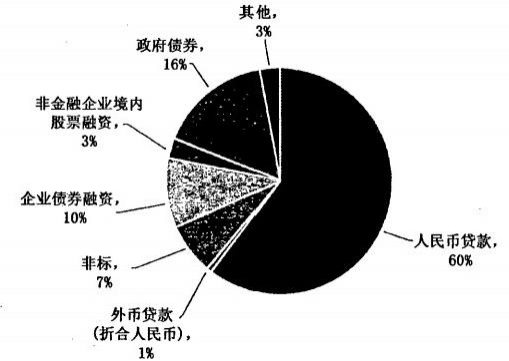 其他，
3%
政府债券，
16%
非金融企业境内
股票融资，
3%
企业债券融资，
10%
人民币贷款，
60%
非标，
7%
外币贷款
(折合人民币)，
1%